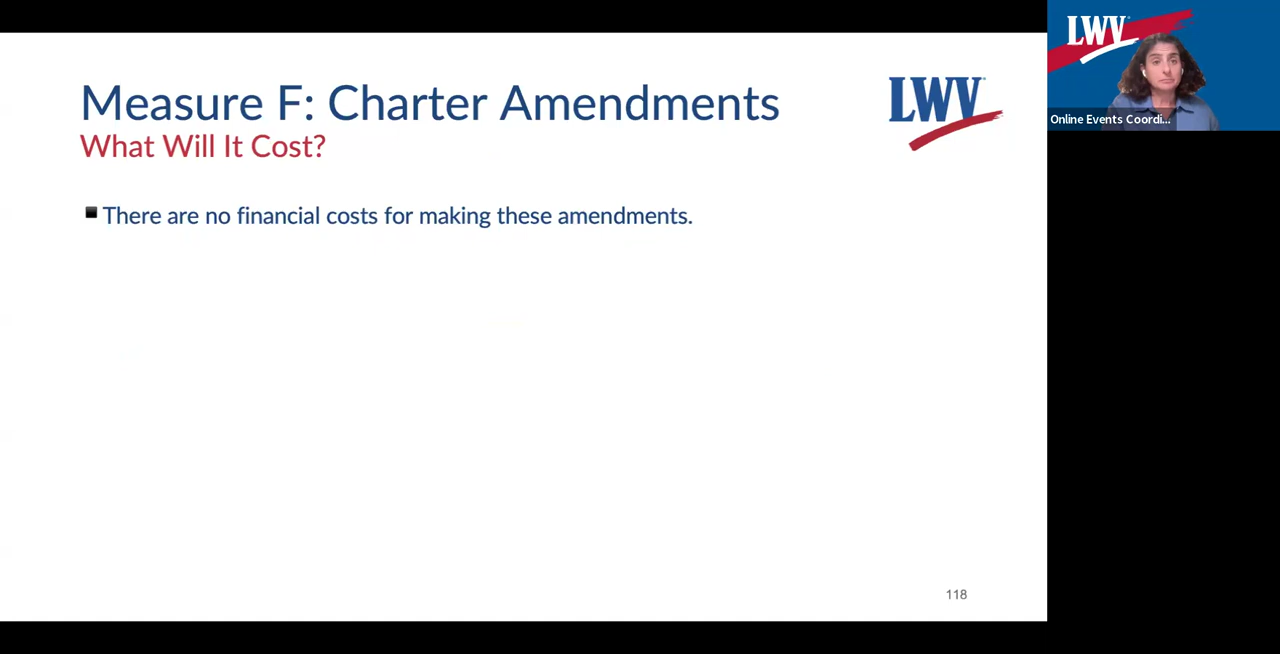 Measure F: Charter Amendments
What Will It Cost?
LWV
There are no financial costs for making these amendments.
118
LWV
Online Events Coordi...